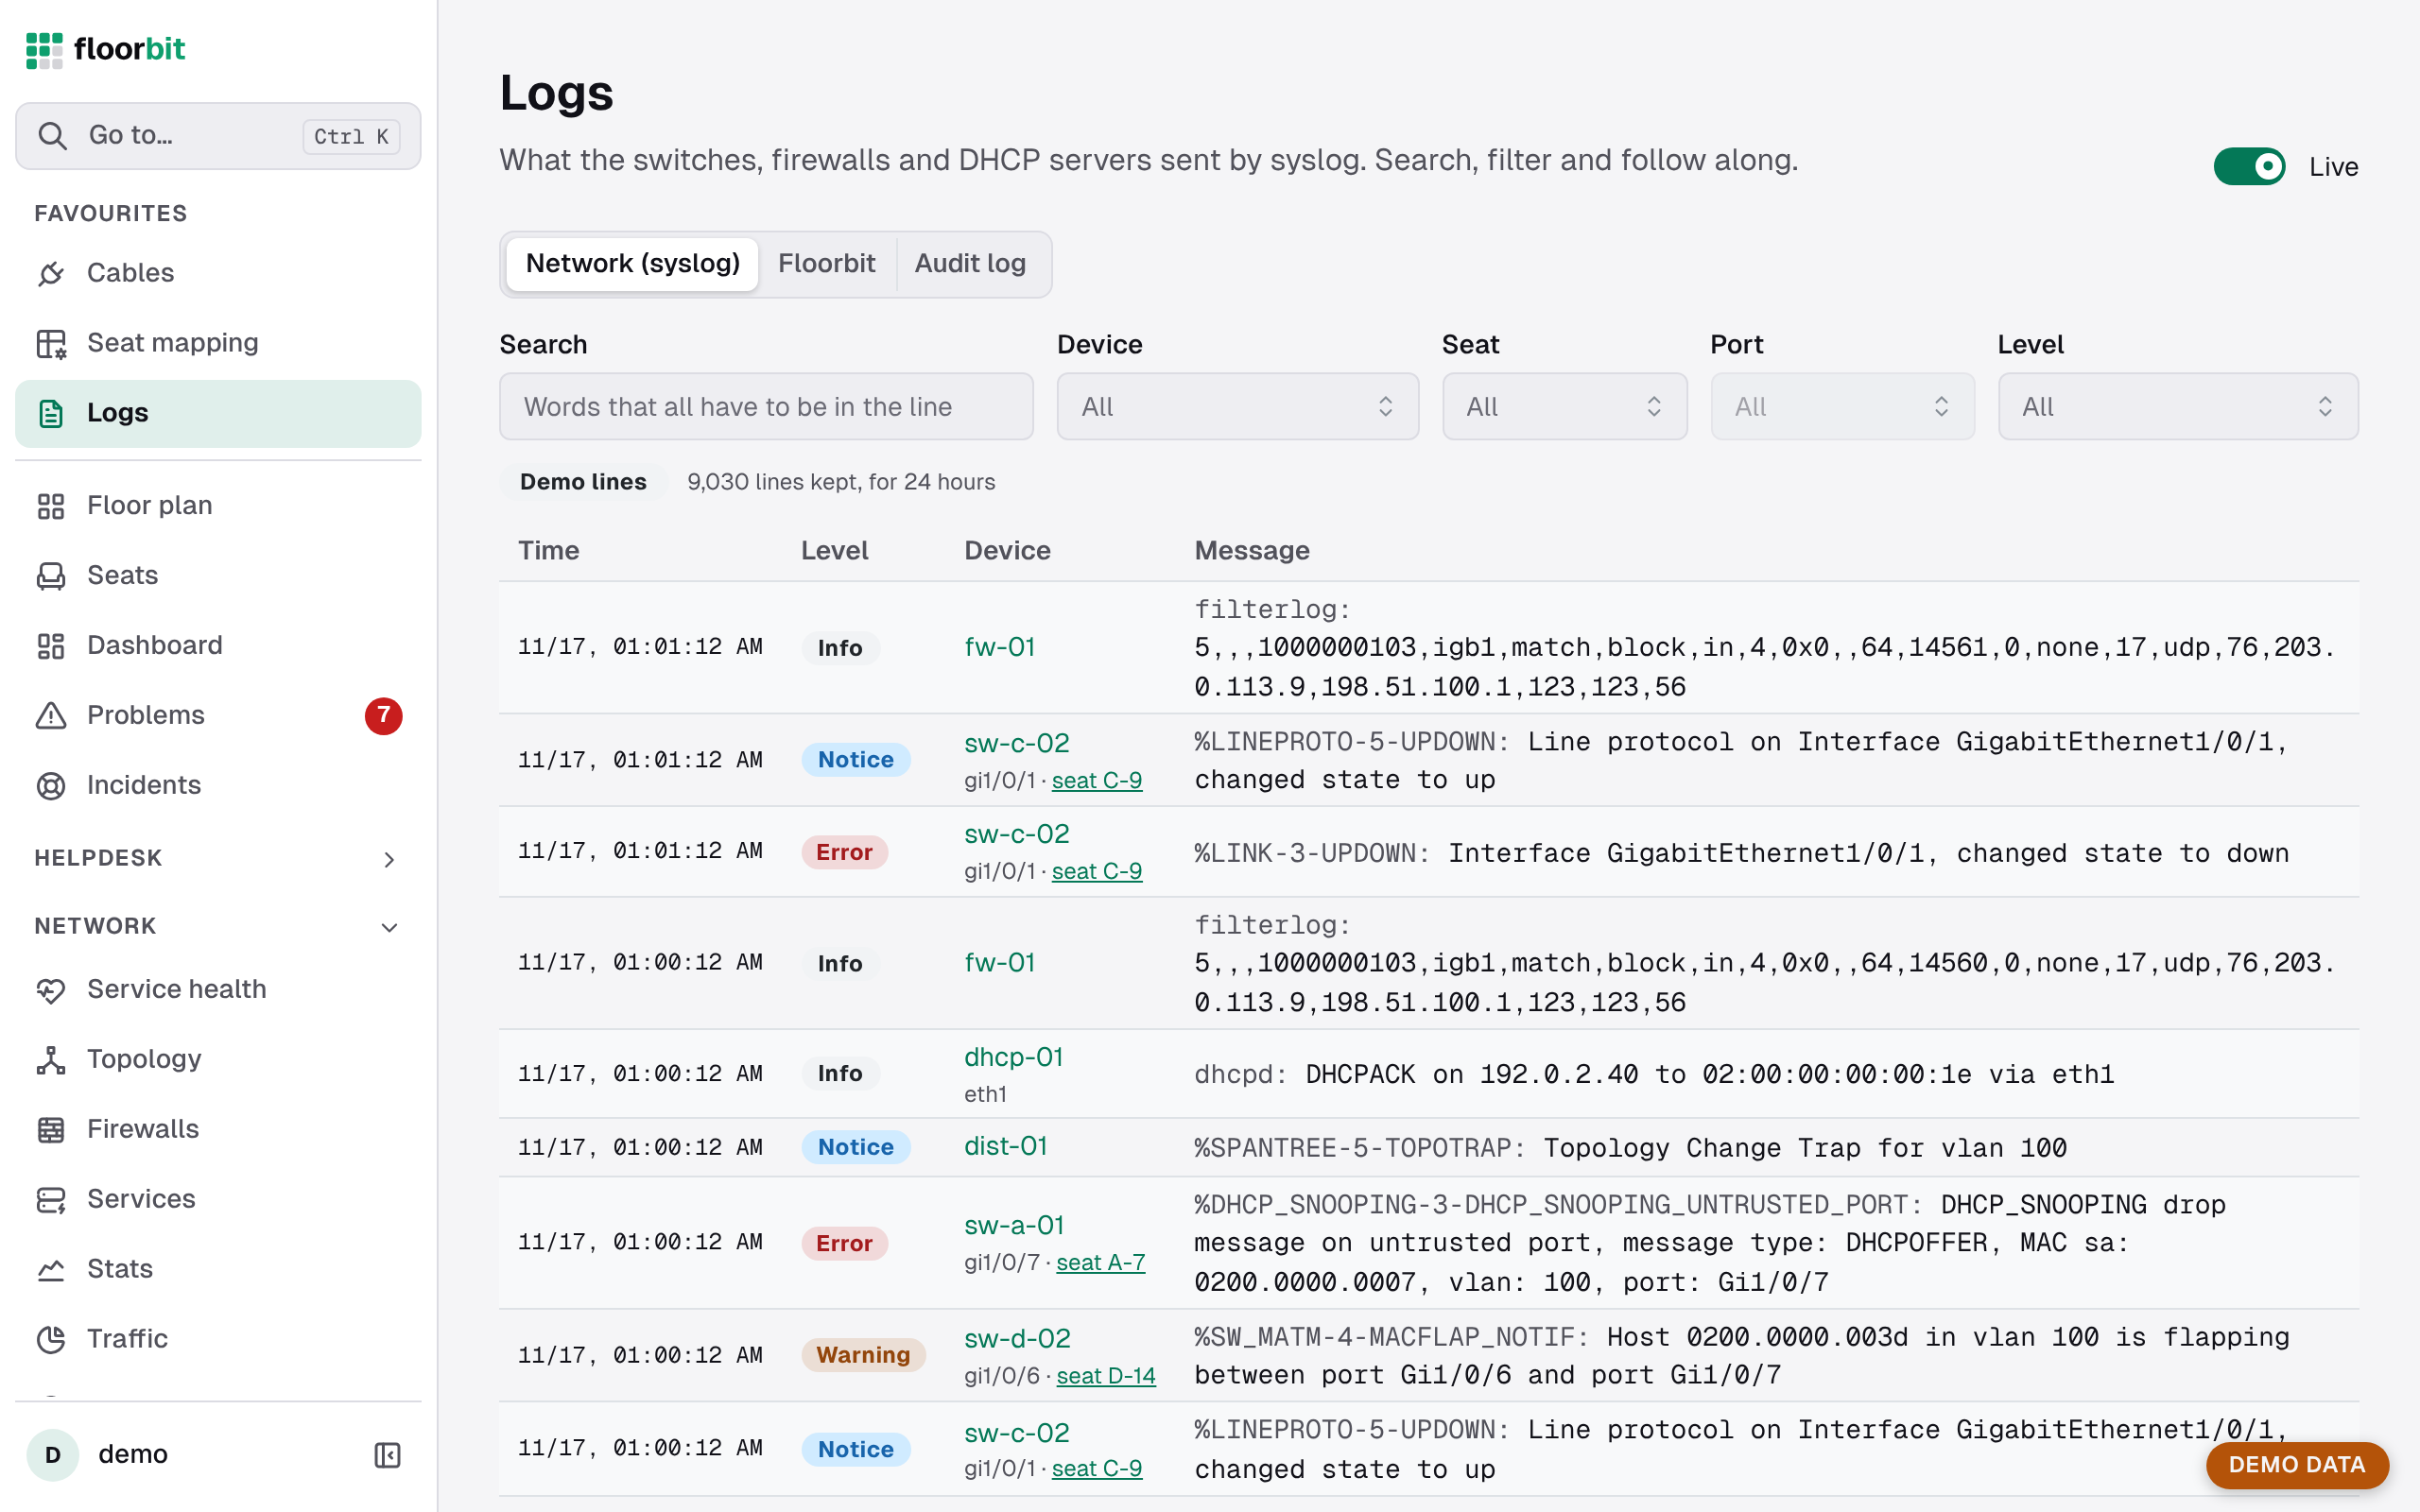 floorbit
Go to...
Ctrl K
FAVOURITES
Cables
Seat mapping
Logs
Floor plan
Seats
Dashboard
Problems
7
Incidents
HELPDESK
NETWORK
Service health
Topology
Firewalls
Services
Stats
Traffic
D
demo
Logs
What the switches, firewalls and DHCP servers sent by syslog. Search, filter and follow along.
Live
Network (syslog)
Floorbit
Audit log
Search
Device
Seat
Port
Level
Words that all have to be in the line
All
All
All
All
Demo lines
9,030 lines kept, for 24 hours
Time
Level
Device
Message
11/17, 01:01:12 AM
Info
fw-01
filterlog:
5,,,1000000103,igb1,match,block,in,4,0x0,,64,14561,0,none,17,udp,76,203.
0.113.9,198.51.100.1,123,123,56
11/17, 01:01:12 AM
Notice
sw-c-02
gi1/0/1 · seat C-9
%LINEPROTO-5-UPDOWN: Line protocol on Interface GigabitEthernet1/0/1,
changed state to up
11/17, 01:01:12 AM
Error
sw-c-02
gi1/0/1 · seat C-9
%LINK-3-UPDOWN: Interface GigabitEthernet1/0/1, changed state to down
11/17, 01:00:12 AM
Info
fw-01
filterlog:
5,,,1000000103,igb1,match,block,in,4,0x0,,64,14560,0,none,17,udp,76,203.
0.113.9,198.51.100.1,123,123,56
11/17, 01:00:12 AM
Info
dhcp-01
eth1
dhcpd: DHCPACK on 192.0.2.40 to 02:00:00:00:00:1e via eth1
11/17, 01:00:12 AM
Notice
dist-01
%SPANTREE-5-TOPOTRAP: Topology Change Trap for vlan 100
11/17, 01:00:12 AM
Error
sw-a-01
gi1/0/7 · seat A-7
%DHCP_SNOOPING-3-DHCP_SNOOPING_UNTRUSTED_PORT: DHCP_SNOOPING drop
message on untrusted port, message type: DHCPOFFER, MAC sa:
0200.0000.0007, vlan: 100, port: Gi1/0/7
11/17, 01:00:12 AM
Warning
sw-d-02
gi1/0/6 · seat D-14
%SW_MATM-4-MACFLAP_NOTIF: Host 0200.0000.003d in vlan 100 is flapping
between port Gi1/0/6 and port Gi1/0/7
11/17, 01:00:12 AM
Notice
sw-c-02
gi1/0/1 · seat C-9
%LINEPROTO-5-UPDOWN: Line protocol on Interface GigabitEthernet1/0/1,
changed state to up
DEMO DATA